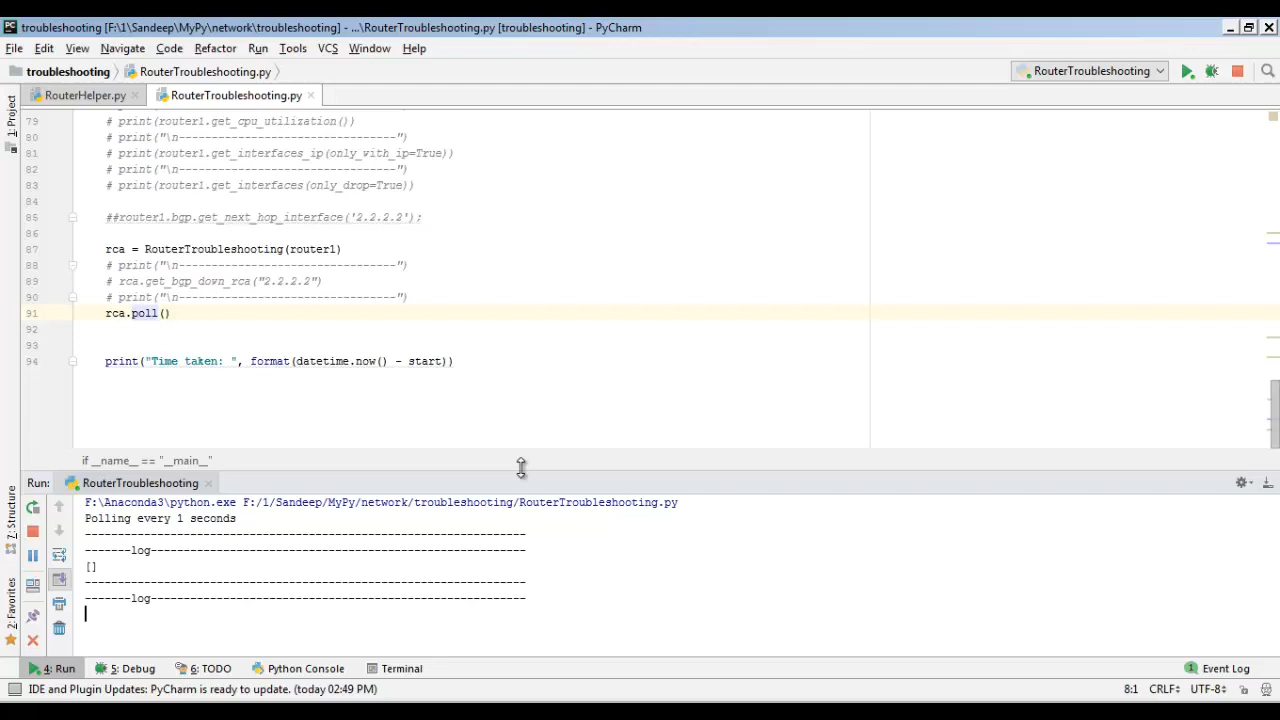 troubleshooting [F:\1\Sandeep\MyPy\network\troubleshooting] - ...\RouterTroubleshooting.py [troubleshooting] - PyCharm
File Edit View Navigate Code Refactor Run Tools VCS Window Help
troubleshooting RouterTroubleshooting.py RouterTroubleshooting
1: Project
RouterHelper.py RouterTroubleshooting.py
79 # print(router1.get_cpu_utilization())
80 # print("\n---------------------------------")
81 # print(router1.get_interfaces_ip(only_with_ip=True))
82 # print("\n---------------------------------")
83 # print(router1.get_interfaces(only_drop=True))
84
85 ##router1.bgp.get_next_hop_interface('2.2.2.2');
86
87 rca = RouterTroubleshooting(router1)
88 # print("\n---------------------------------")
89 # rca.get_bgp_down_rca("2.2.2.2")
90 # print("\n---------------------------------")
91 rca.poll()
92
93
94 print("Time taken: ", format(datetime.now() - start))
if __name__ == "__main__"
Run: RouterTroubleshooting
7: Structure
2: Favorites
F:\Anaconda3\python.exe F:/1/Sandeep/MyPy/network/troubleshooting/RouterTroubleshooting.py
Polling every 1 seconds
-------------------------------------------------------------------
-------log---------------------------------------------------------
[]
-------------------------------------------------------------------
-------log---------------------------------------------------------
4: Run 5: Debug 6: TODO Python Console Terminal 1 Event Log
IDE and Plugin Updates: PyCharm is ready to update. (today 02:49 PM) 8:1 CRLF UTF-8